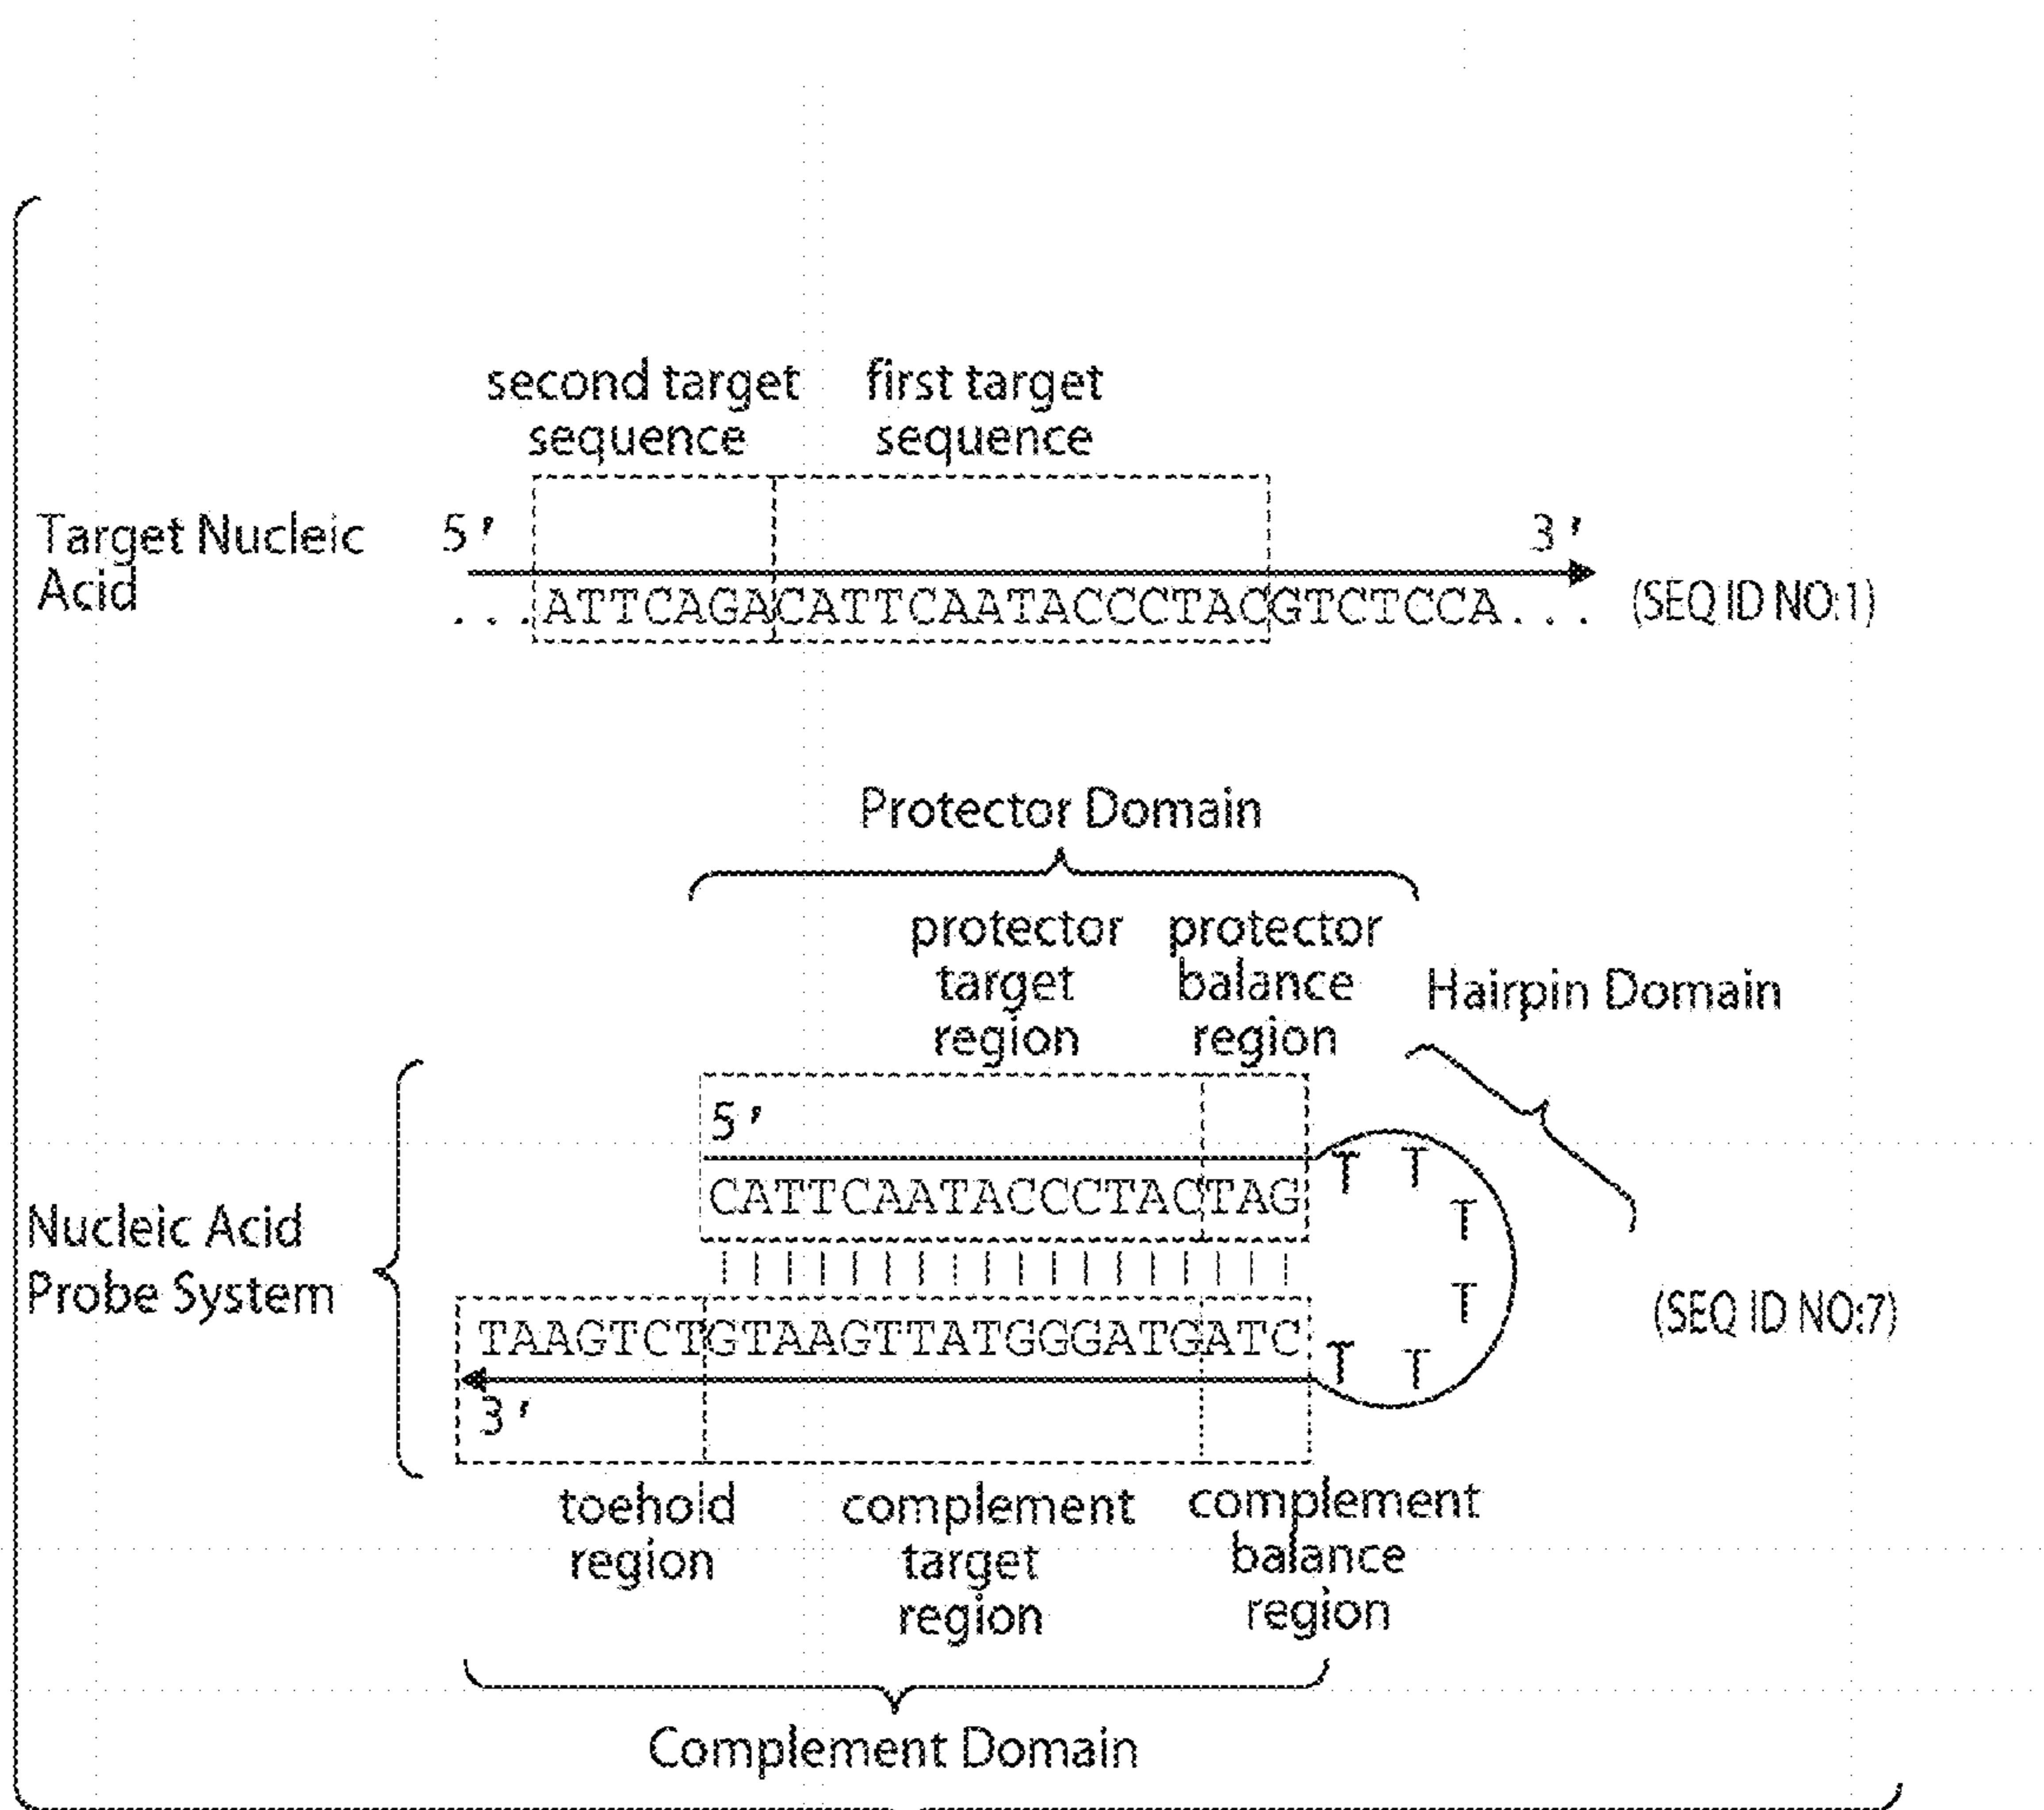 second target
sequence
first target
sequence
Target Nucleic
Acid
5'
3'
...ATTCAGACATTCAATACCCTACGTCTCCA...
(SEQ ID NO:1)
Protector Domain
protector
target
region
protector
balance
region
Hairpin Domain
Nucleic Acid
Probe System
5'
CATTCAATACCCTACTAG
T
T
T
T
T
T
TAAGTCTGTAAGTTATGGGATGATC
3'
(SEQ ID NO:7)
toehold
region
complement
target
region
complement
balance
region
Complement Domain